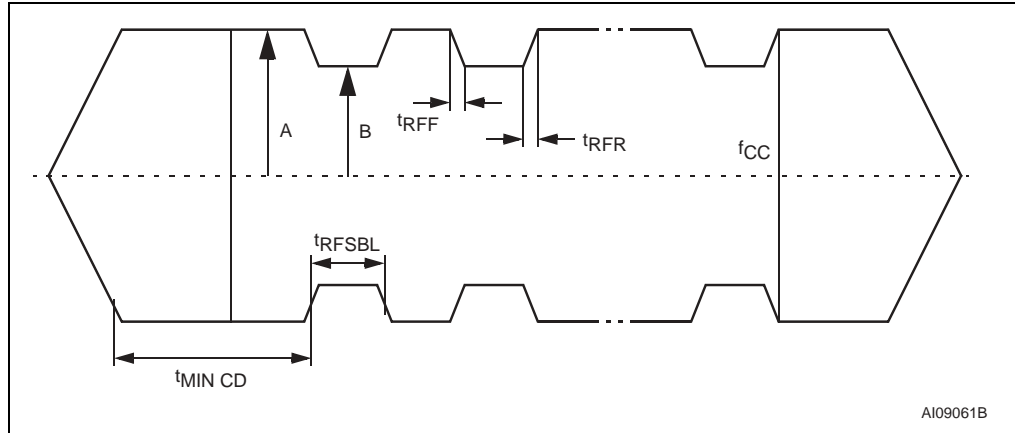 A
B
tRFF
tRFR
fCC
tRFSBL
tMIN CD
AI09061B